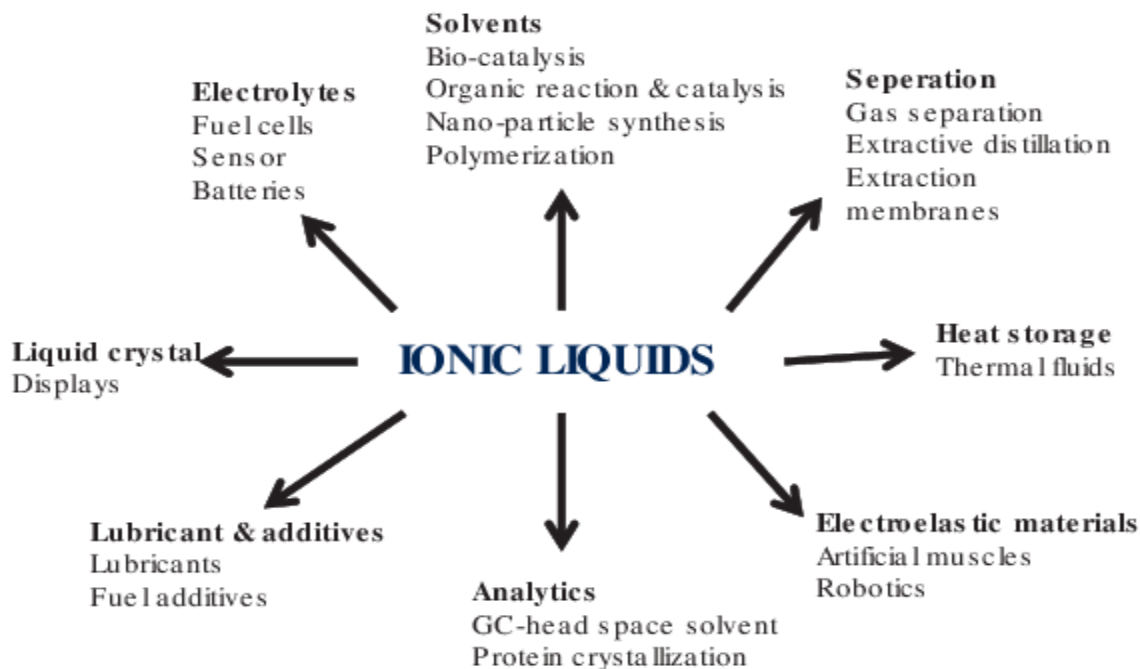 Solvents
Bio-catalysis
Organic reaction & catalysis
Nano-particle synthesis
Polymerization
Electrolytes
Fuel cells
Sensor
Batteries
Seperation
Gas separation
Extractive distillation
Extraction
membranes
Liquid crystal
Displays
IONIC LIQUIDS
Heat storage
Thermal fluids
Lubricant & additives
Lubricants
Fuel additives
Analytics
GC-head space solvent
Protein crystallization
Electroelastic materials
Artificial muscles
Robotics